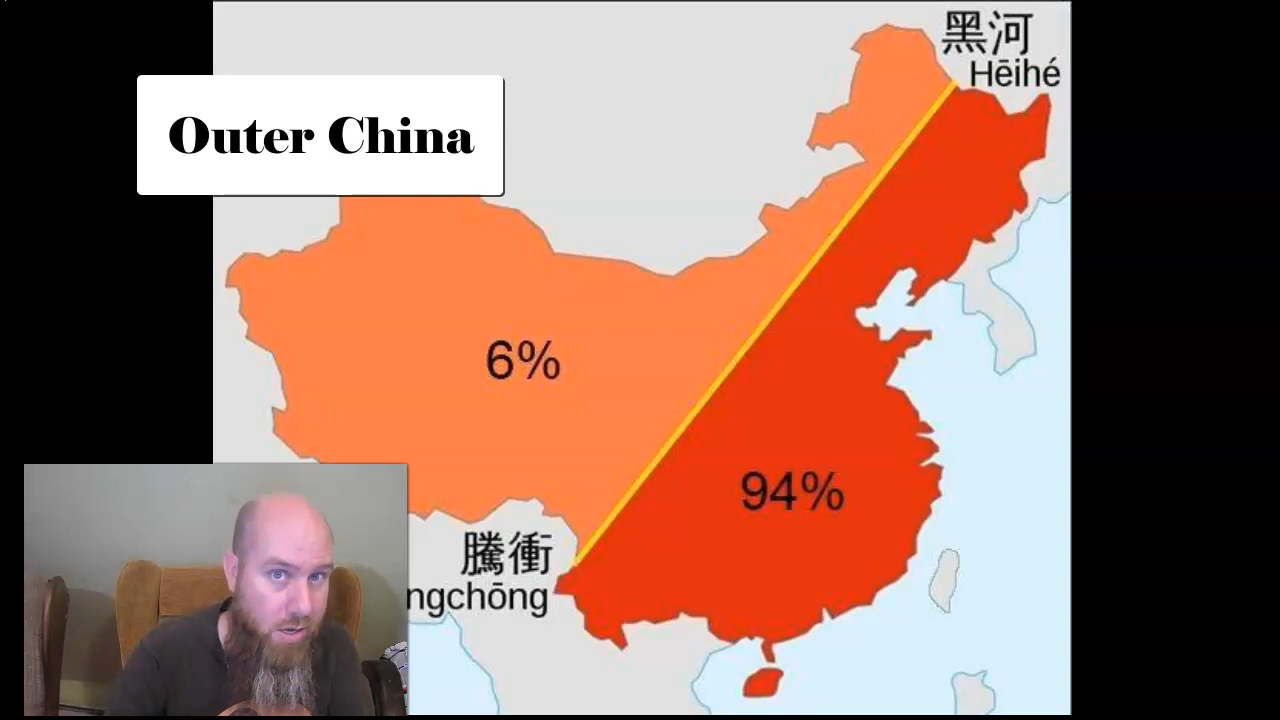 黑河
Hēihé
Outer China
6%
94%
騰衝
ngchōng